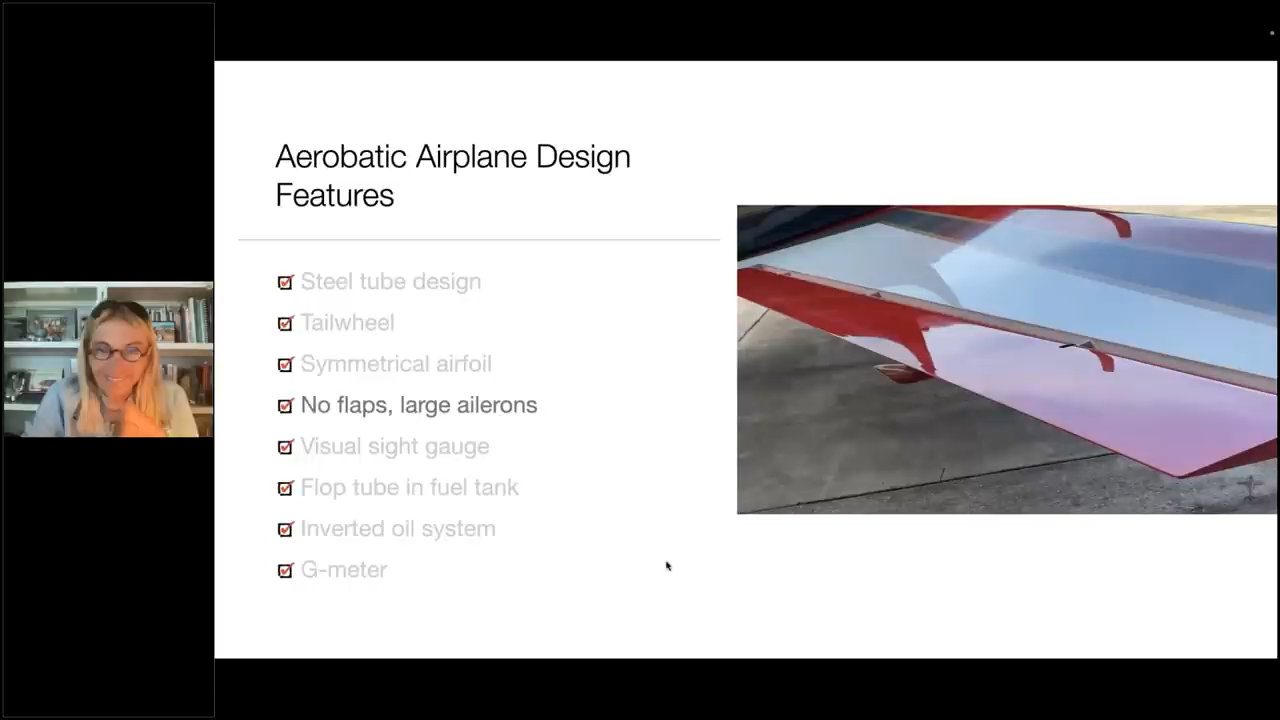 Aerobatic Airplane Design
Features
Steel tube design
Tailwheel
Symmetrical airfoil
No flaps, large ailerons
Visual sight gauge
Flop tube in fuel tank
Inverted oil system
G-meter